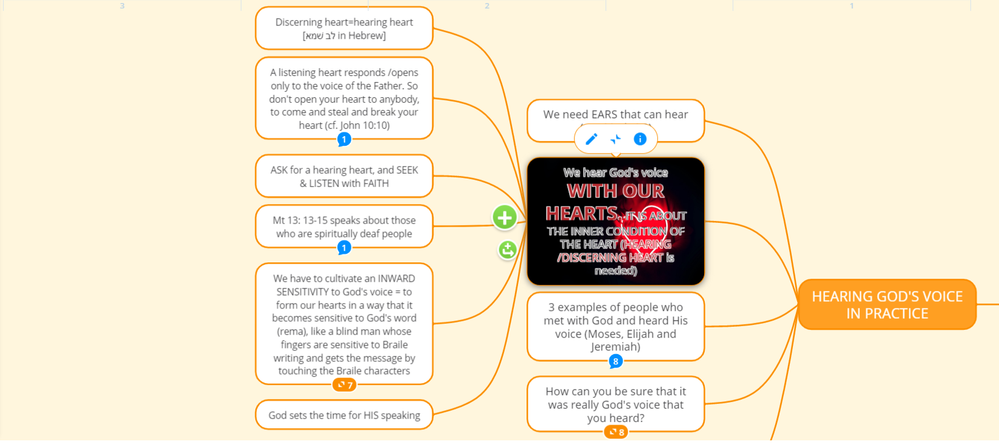 3
2
1
Discerning heart=hearing heart
[לב שׁמא in Hebrew]
A listening heart responds /opens
only to the voice of the Father. So
don't open your heart to anybody,
to come and steal and break your
heart (cf. John 10:10)
1
ASK for a hearing heart, and SEEK
& LISTEN with FAITH
Mt 13: 13-15 speaks about those
who are spiritually deaf people
1
We have to cultivate an INWARD
SENSITIVITY to God's voice = to
form our hearts in a way that it
becomes sensitive to God's word
(rema), like a blind man whose
fingers are sensitive to Braile
writing and gets the message by
touching the Braile characters
7
God sets the time for HIS speaking
We need EARS that can hear
We hear God's voice
WITH OUR
HEARTS..IT IS ABOUT
THE INNER CONDITION OF
THE HEART (HEARING
/DISCERNING HEART is
needed)
3 examples of people who
met with God and heard His
voice (Moses, Elijah and
Jeremiah)
8
How can you be sure that it
was really God's voice that
you heard?
8
HEARING GOD'S VOICE
IN PRACTICE